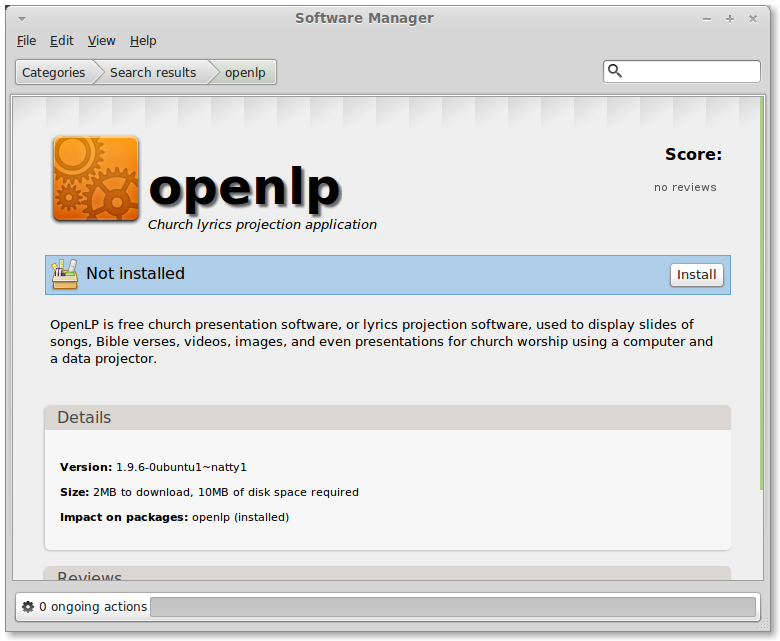 Software Manager
File Edit View Help
Categories Search results openlp
Score:
no reviews
openlp
Church lyrics projection application
Not installed
Install
OpenLP is free church presentation software, or lyrics projection software, used to display slides of
songs, Bible verses, videos, images, and even presentations for church worship using a computer and
a data projector.
Details
Version: 1.9.6-0ubuntu1~natty1
Size: 2MB to download, 10MB of disk space required
Impact on packages: openlp (installed)
Reviews
0 ongoing actions